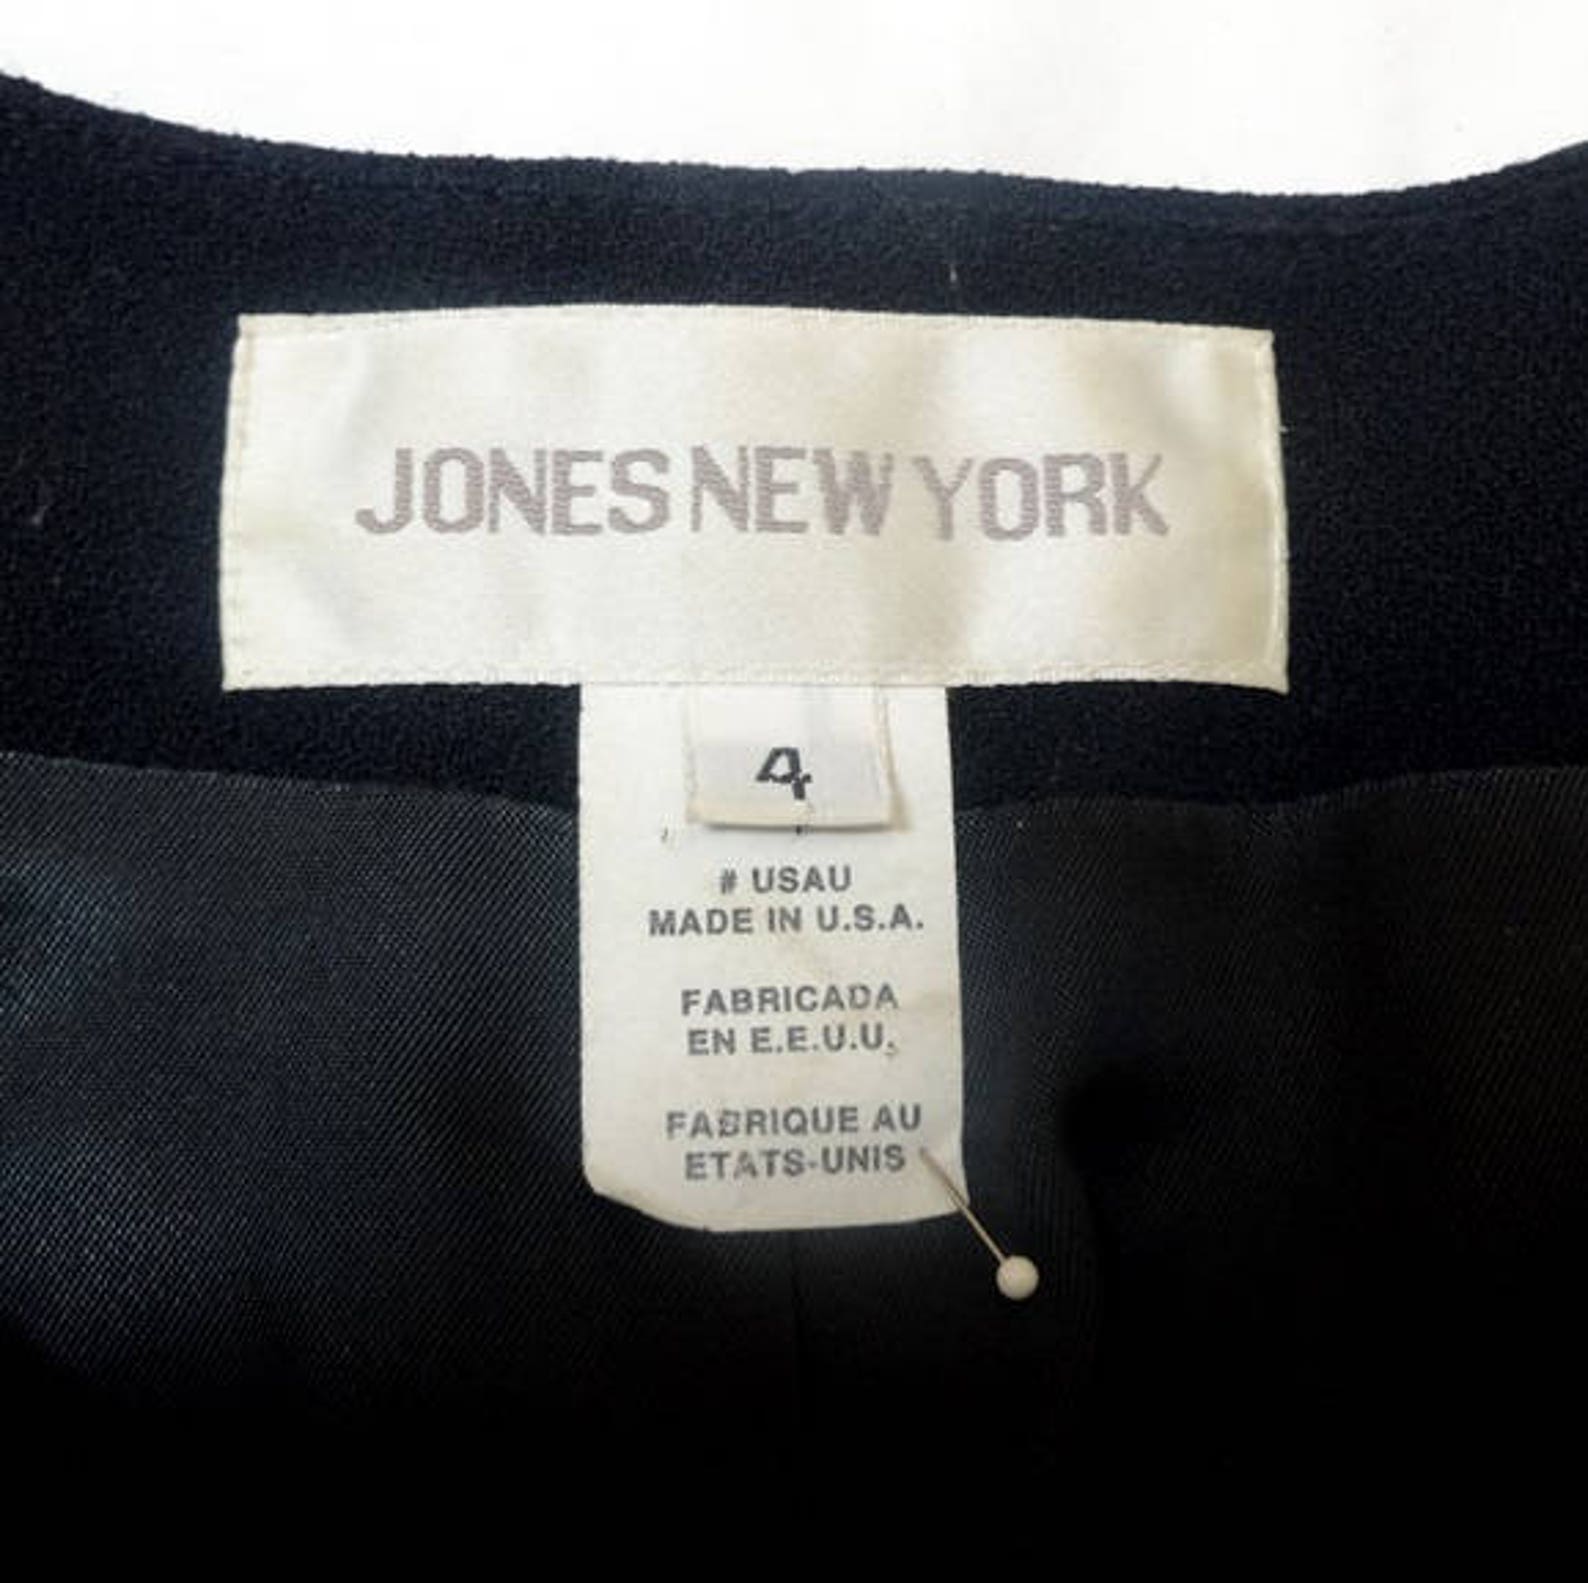 JONES NEW YORK
4
# USAU
MADE IN U.S.A.
FABRICADA
EN E.E.U.U.
FABRIQUE AU
ETATS-UNIS